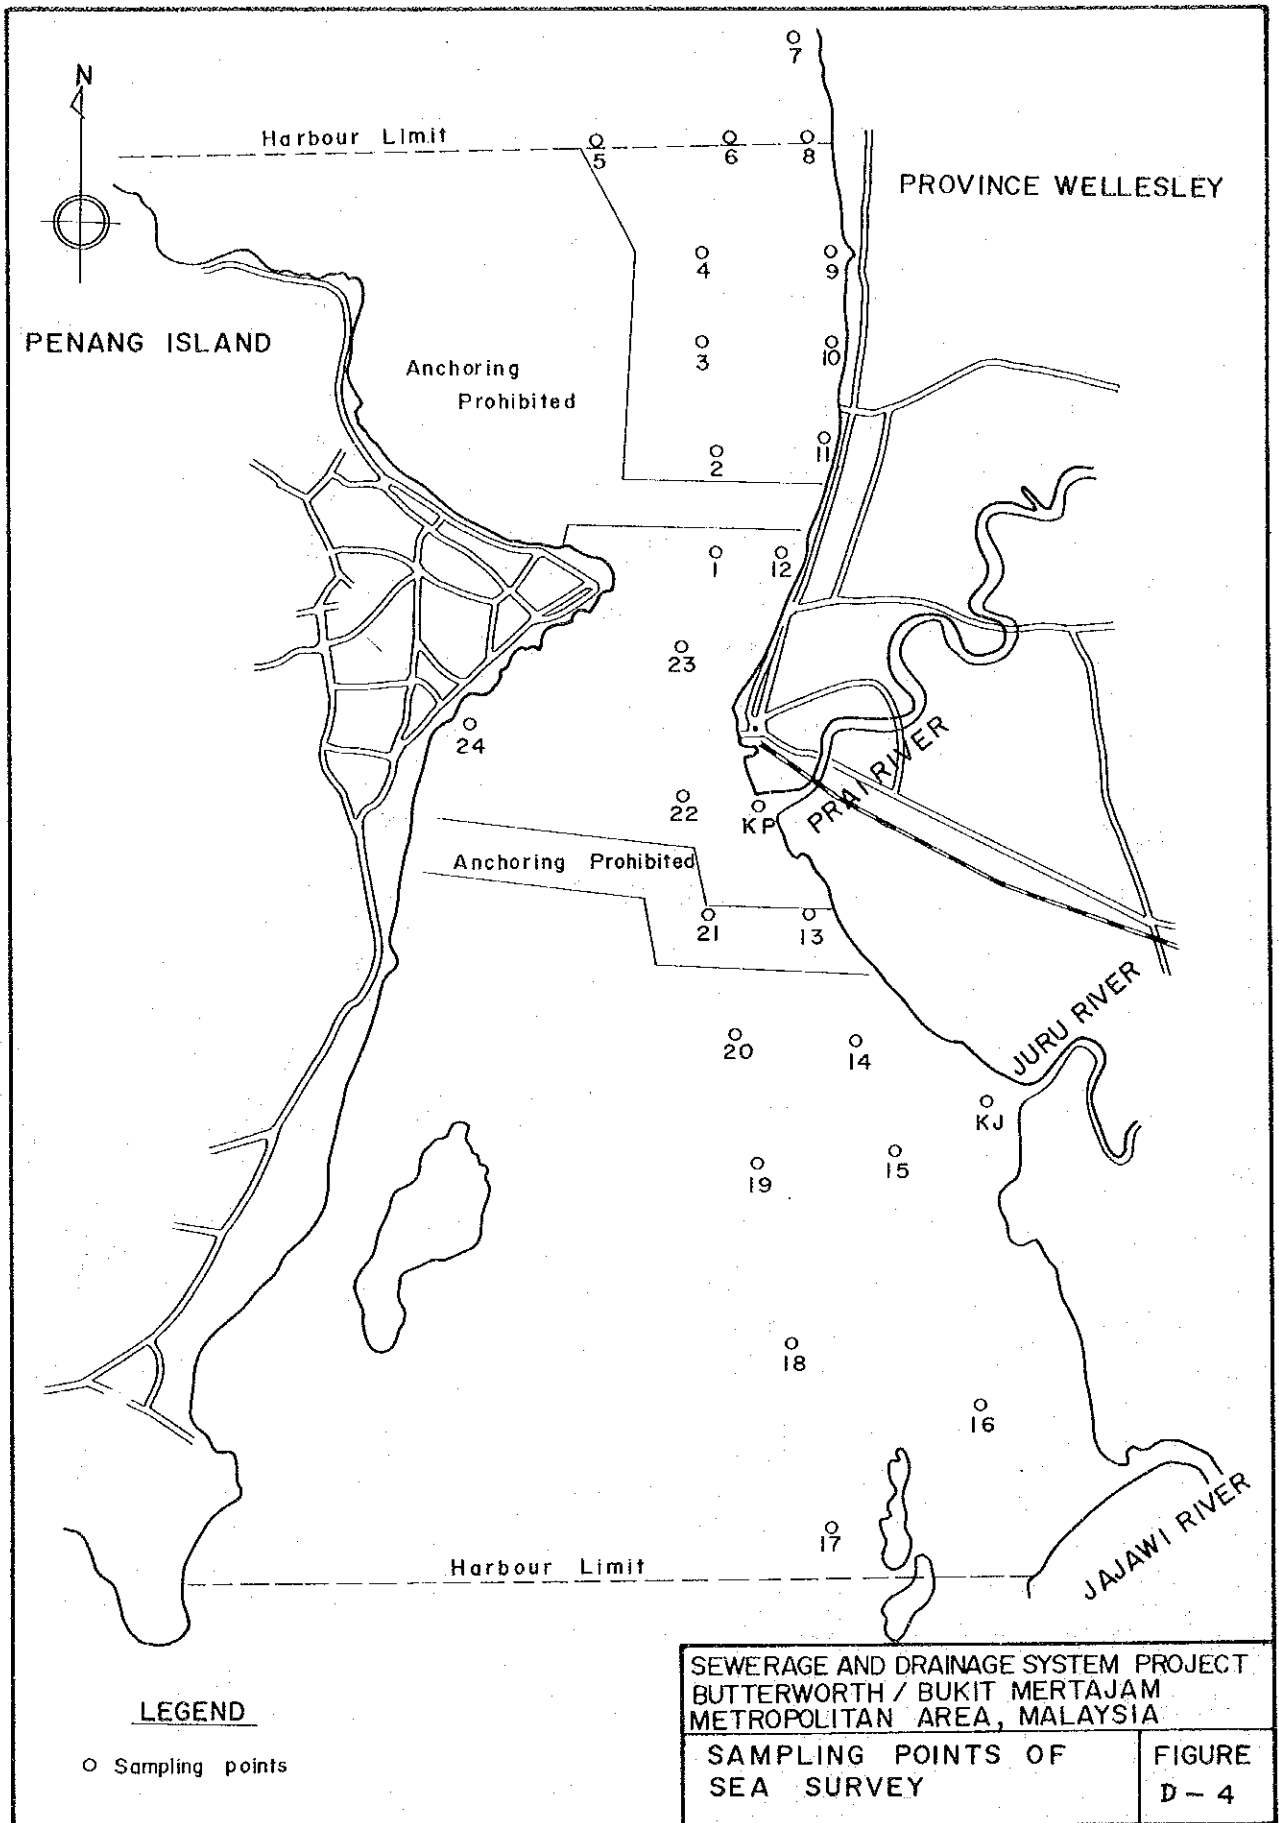 7
N
Harbour Limit
5
6
8
PROVINCE WELLESLEY
4
9
PENANG ISLAND
3
10
Anchoring
Prohibited
2
11
1
12
23
24
PRAI RIVER
22
KP
Anchoring Prohibited
21
13
JURU RIVER
20
14
KJ
19
15
18
16
17
Harbour Limit
JAJAWI RIVER
LEGEND
Sampling points
SEWERAGE AND DRAINAGE SYSTEM PROJECT
BUTTERWORTH / BUKIT MERTAJAM
METROPOLITAN AREA, MALAYSIA
SAMPLING POINTS OF
SEA SURVEY
FIGURE
D-4